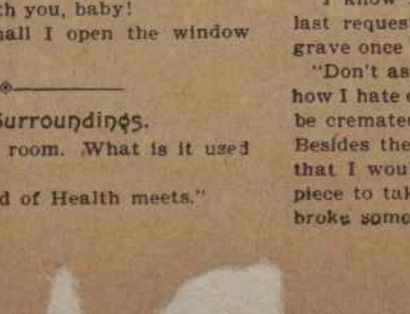 th you, baby!
hall I open the window
Surroundings.
room. What is it used
d of Health meets."
last reques
grave once
"Don't as
how I hate
be cremate
Besides the
that I wou
piece to tak
broke some